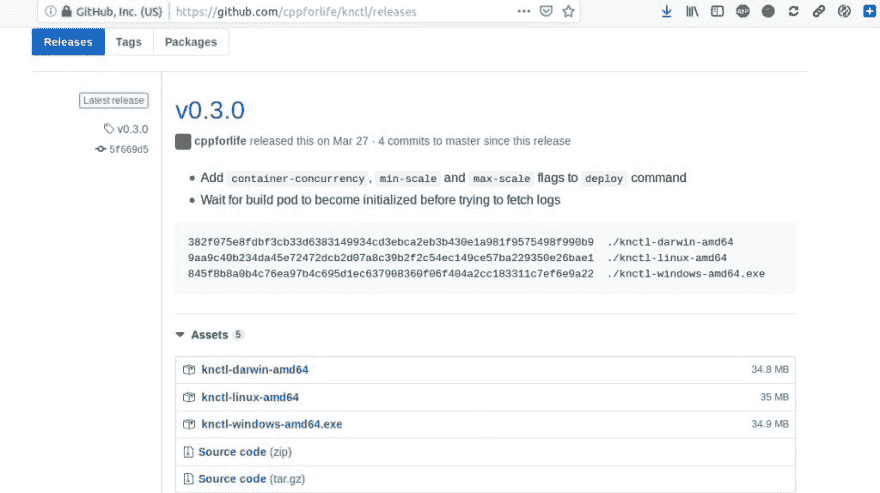 GitHub, Inc. (US) https://github.com/cppforlife/knctl/releases
Releases Tags Packages
Latest release
v0.3.0
5f669d5
v0.3.0
cppforlife released this on Mar 27 · 4 commits to master since this release
Add container-concurrency, min-scale and max-scale flags to deploy command
Wait for build pod to become initialized before trying to fetch logs
382f075e8fdbf3cb33d6383149934cd3ebca2eb3b430e1a981f9575498f990b9 ./knctl-darwin-amd64
9aa9c40b234da45e72472dcb2d07a8c39b2f2c54ec149ce57ba229350e26bae1 ./knctl-linux-amd64
845f8b8a0b4c76ea97b4c695d1ec637908360f06f404a2cc183311c7ef6e9a22 ./knctl-windows-amd64.exe
Assets 5
knctl-darwin-amd64 34.8 MB
knctl-linux-amd64 35 MB
knctl-windows-amd64.exe 34.9 MB
Source code (zip)
Source code (tar.gz)